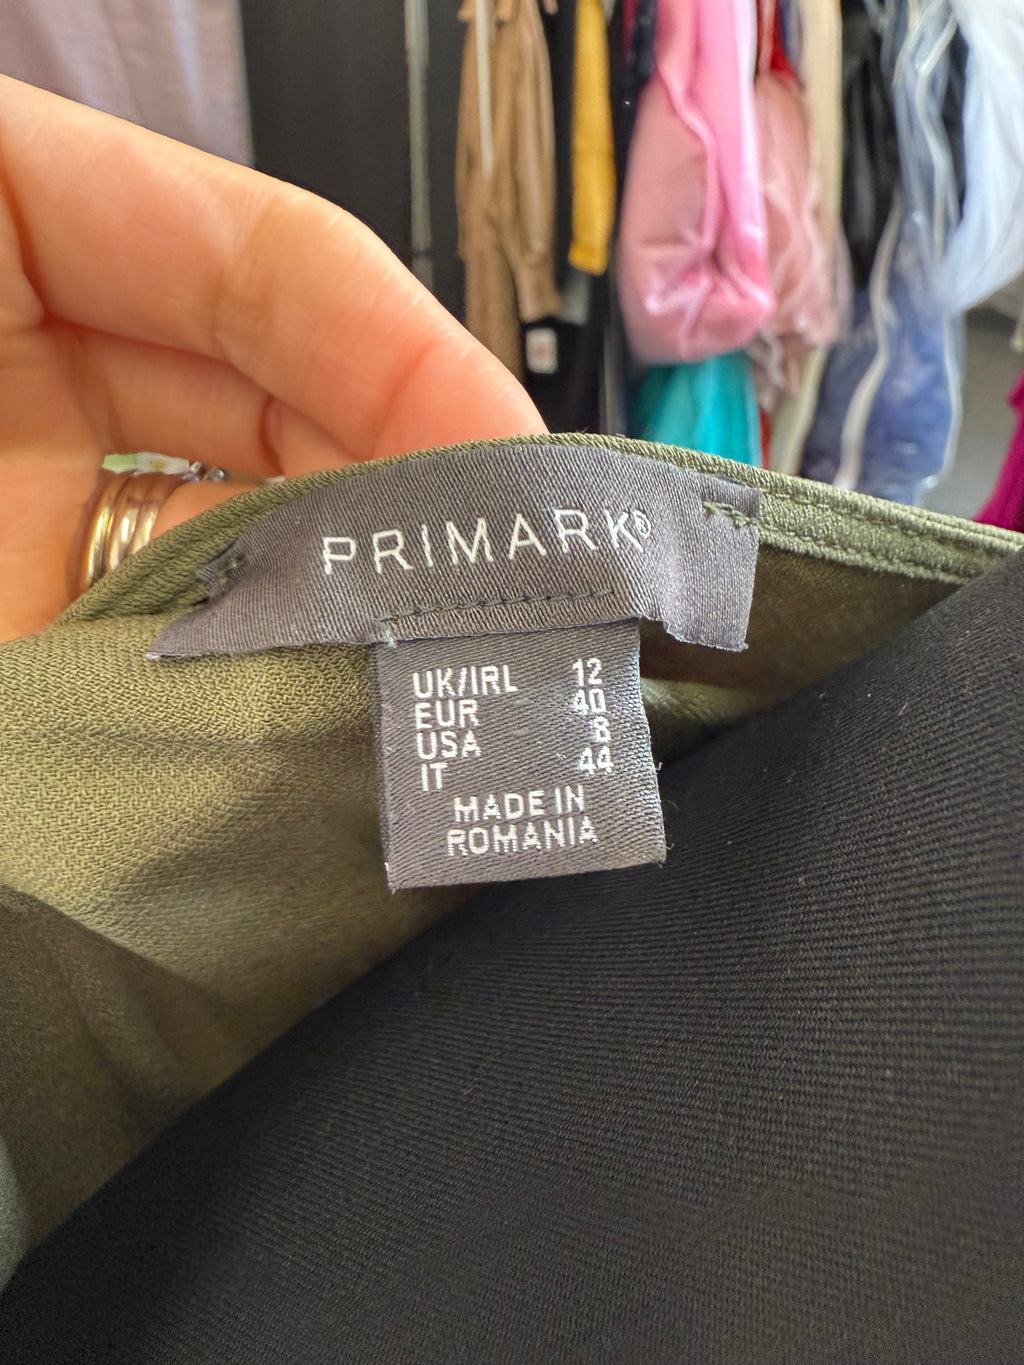 PRIMARK®
UK/IRL 12
EUR 40
USA 8
IT 44
MADE IN
ROMANIA